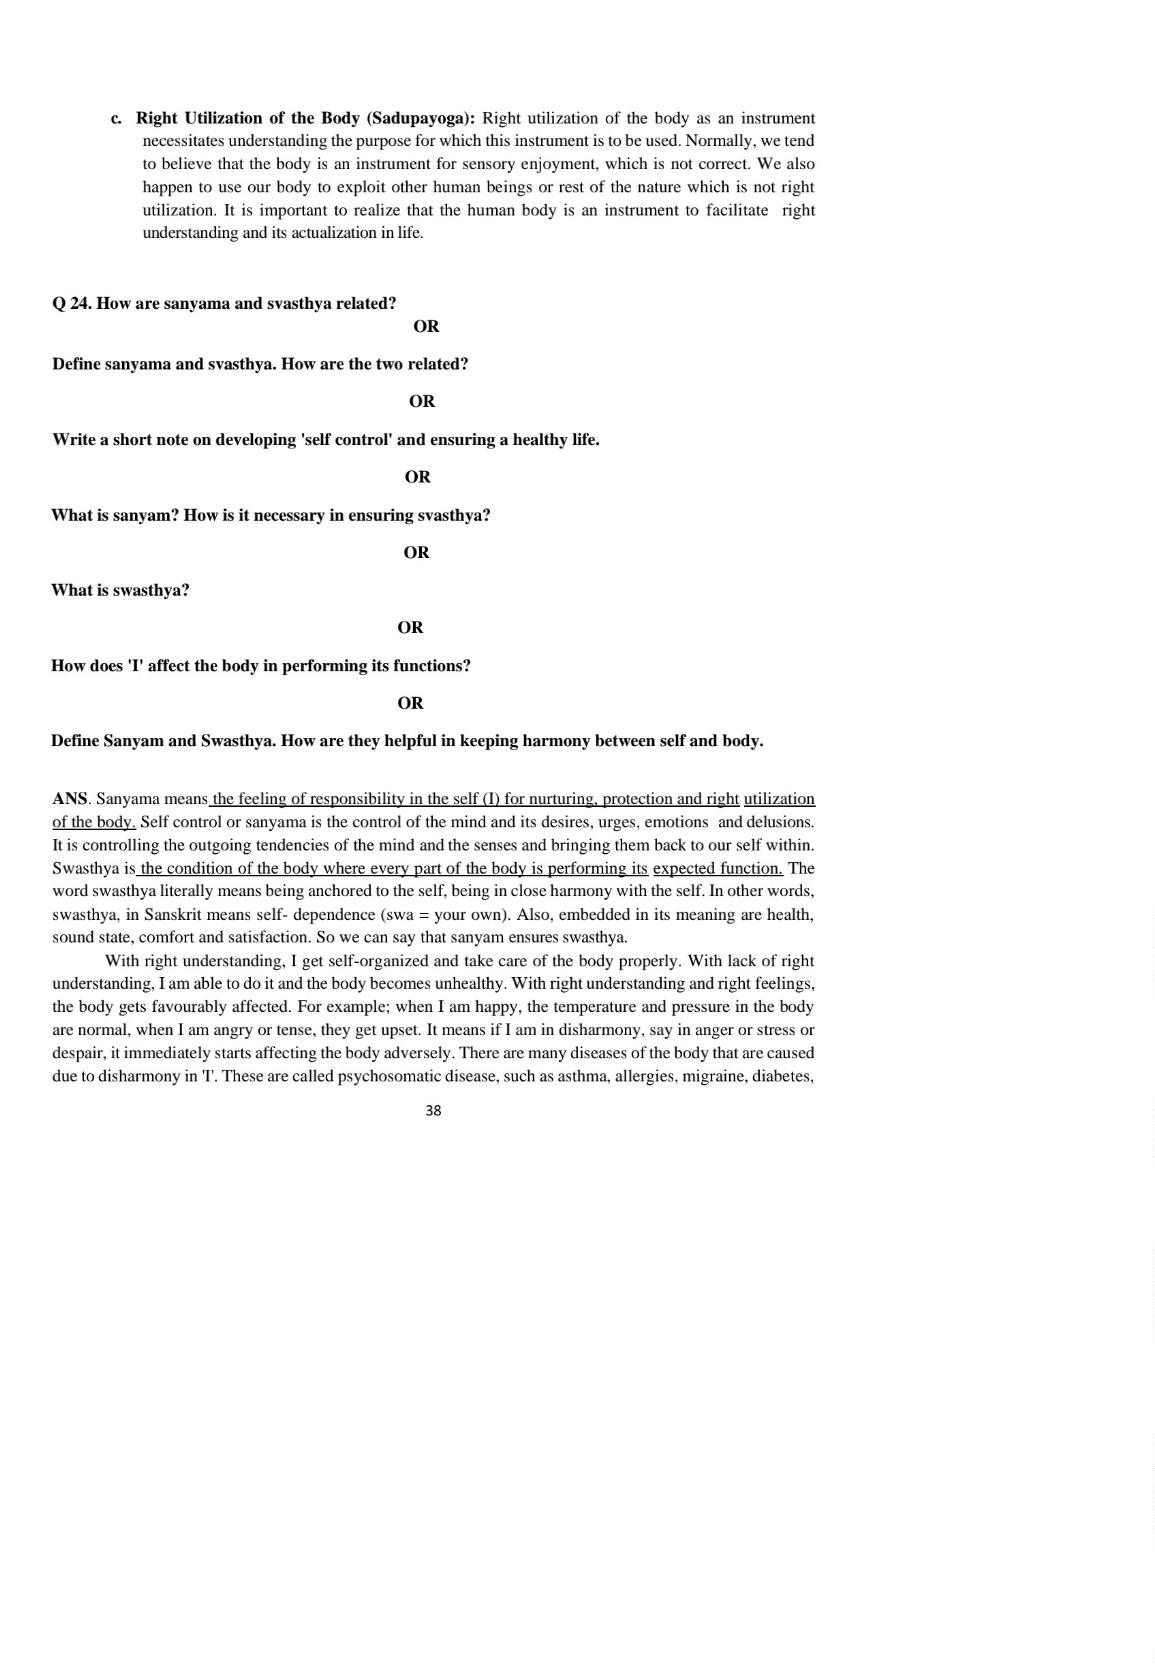 c. Right Utilization of the Body (Sadupayoga): Right utilization of the body as an instrument
necessitates understanding the purpose for which this instrument is to be used. Normally, we tend
to believe that the body is an instrument for sensory enjoyment, which is not correct. We also
happen to use our body to exploit other human beings or rest of the nature which is not right
utilization. It is important to realize that the human body is an instrument to facilitate right
understanding and its actualization in life.
Q 24. How are sanyama and svasthya related?
OR
Define sanyama and svasthya. How are the two related?
OR
Write a short note on developing 'self control' and ensuring a healthy life.
OR
What is sanyam? How is it necessary in ensuring svasthya?
OR
What is swasthya?
OR
How does 'I' affect the body in performing its functions?
OR
Define Sanyam and Swasthya. How are they helpful in keeping harmony between self and body.
ANS. Sanyama means the feeling of responsibility in the self (I) for nurturing, protection and right utilization
of the body. Self control or sanyama is the control of the mind and its desires, urges, emotions and delusions.
It is controlling the outgoing tendencies of the mind and the senses and bringing them back to our self within.
Swasthya is the condition of the body where every part of the body is performing its expected function. The
word swasthya literally means being anchored to the self, being in close harmony with the self. In other words,
swasthya, in Sanskrit means self- dependence (swa = your own). Also, embedded in its meaning are health,
sound state, comfort and satisfaction. So we can say that sanyam ensures swasthya.
With right understanding, I get self-organized and take care of the body properly. With lack of right
understanding, I am able to do it and the body becomes unhealthy. With right understanding and right feelings,
the body gets favourably affected. For example; when I am happy, the temperature and pressure in the body
are normal, when I am angry or tense, they get upset. It means if I am in disharmony, say in anger or stress or
despair, it immediately starts affecting the body adversely. There are many diseases of the body that are caused
due to disharmony in 'I'. These are called psychosomatic disease, such as asthma, allergies, migraine, diabetes,
38